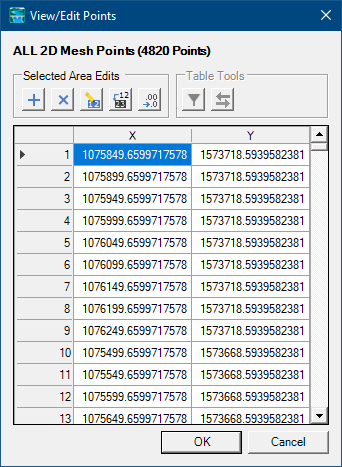 View/Edit Points
ALL 2D Mesh Points (4820 Points)
Selected Area Edits
Table Tools
X Y
1 1075849.6599717578 1573718.5939582381
2 1075899.6599717578 1573718.5939582381
3 1075949.6599717578 1573718.5939582381
4 1075999.6599717578 1573718.5939582381
5 1076049.6599717578 1573718.5939582381
6 1076099.6599717578 1573718.5939582381
7 1076149.6599717578 1573718.5939582381
8 1076199.6599717578 1573718.5939582381
9 1076249.6599717578 1573718.5939582381
10 1075499.6599717578 1573668.5939582381
11 1075549.6599717578 1573668.5939582381
12 1075599.6599717578 1573668.5939582381
13 1075649.6599717578 1573668.5939582381
OK Cancel